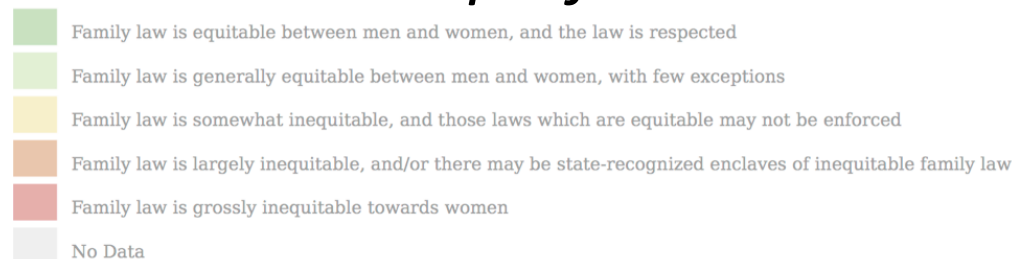 Family law is equitable between men and women, and the law is respected
Family law is generally equitable between men and women, with few exceptions
Family law is somewhat inequitable, and those laws which are equitable may not be enforced
Family law is largely inequitable, and/or there may be state-recognized enclaves of inequitable family law
Family law is grossly inequitable towards women
No Data